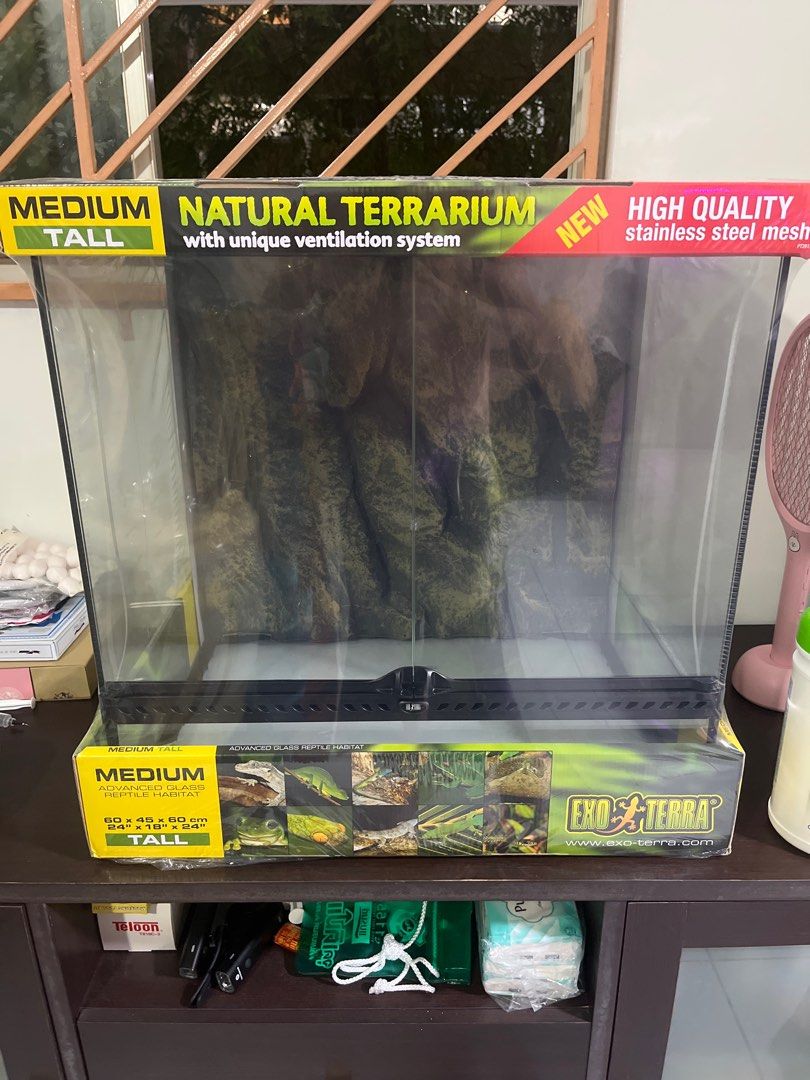 MEDIUM
TALL
NATURAL TERRARIUM
with unique ventilation system
NEW
HIGH QUALITY
stainless steel mesh
MEDIUM TALL
ADVANCED GLASS REPTILE HABITAT
MEDIUM
ADVANCED GLASS
REPTILE HABITAT
60 x 45 x 60 cm
24" x 18" x 24"
TALL
EXO TERRA®
www.exo-terra.com
Teloon